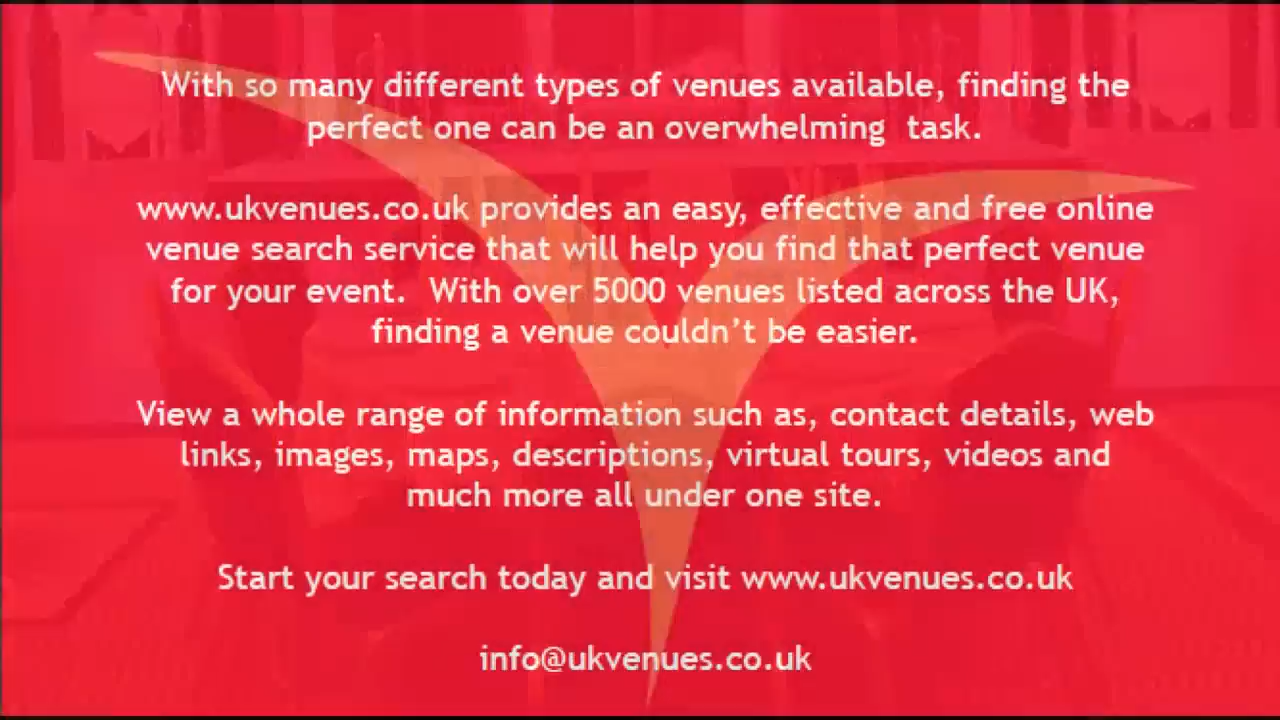 With so many different types of venues available, finding the
perfect one can be an overwhelming task.
www.ukvenues.co.uk provides an easy, effective and free online
venue search service that will help you find that perfect venue
for your event. With over 5000 venues listed across the UK,
finding a venue couldn't be easier.
View a whole range of information such as, contact details, web
links, images, maps, descriptions, virtual tours, videos and
much more all under one site.
Start your search today and visit www.ukvenues.co.uk
info@ukvenues.co.uk